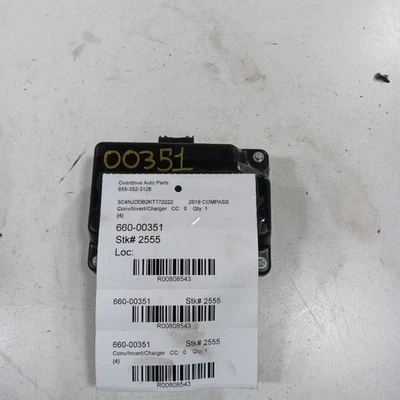 00351
Overdrive Auto Parts
855-352-3128
3C4NJDDB2KT772222 2019 COMPASS
Conv/Invert/Charger CC: 0 Qty: 1
(4)
660-00351
Stk# 2555
Loc:
R00808543
660-00351 Stk# 2555
R00808543
660-00351 Stk# 2555
Conv/Invert/Charger CC: 0 Qty: 1
(4)
R00808543